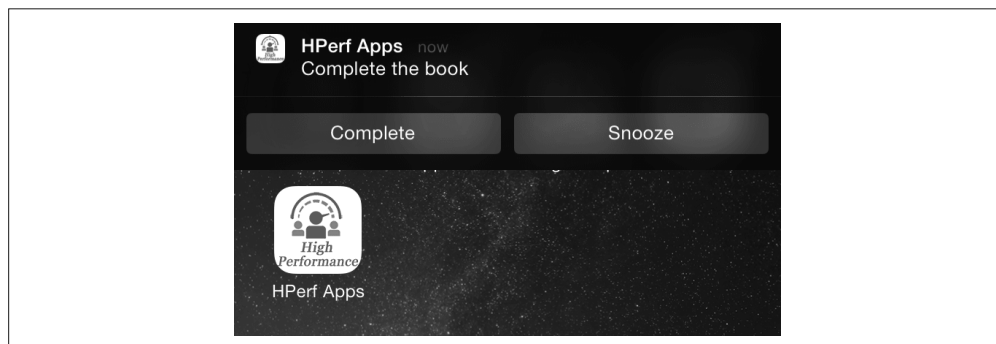 HPerf Apps now
Complete the book
Complete Snooze
High
Performance
HPerf Apps